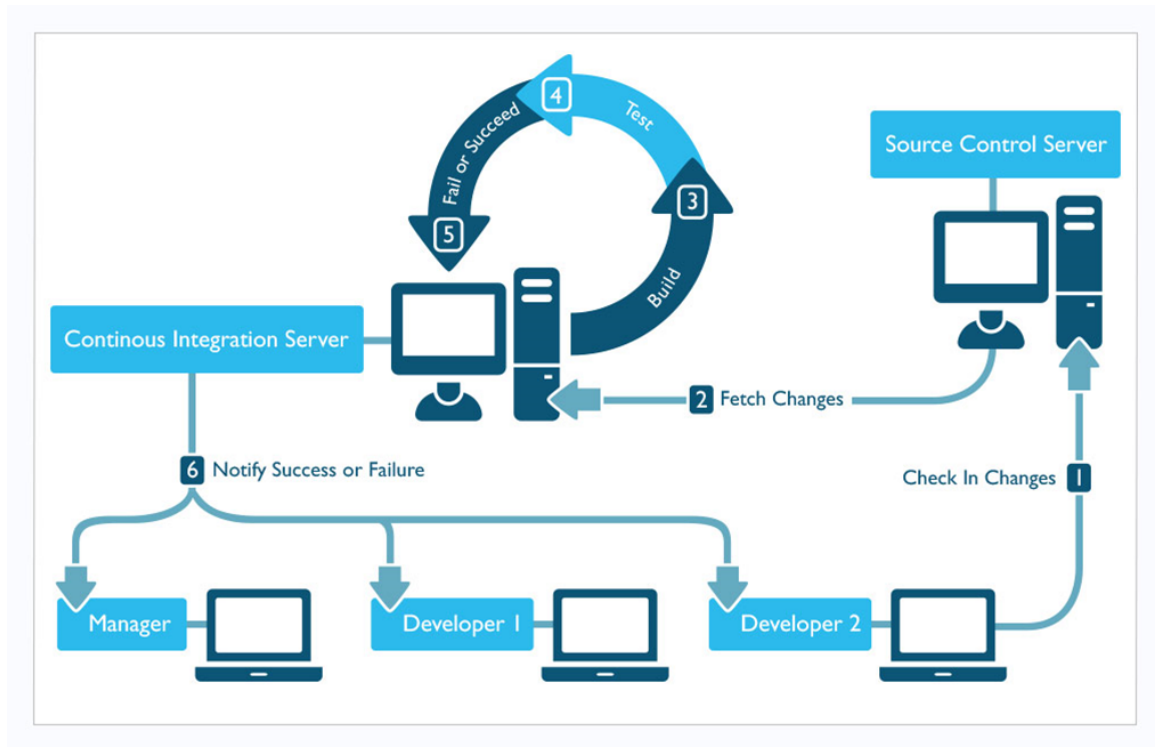 4
Test
Fail or Succeed
Source Control Server
3
5
Build
Continous Integration Server
2 Fetch Changes
6 Notify Success or Failure
Check In Changes 1
Manager
Developer 1
Developer 2